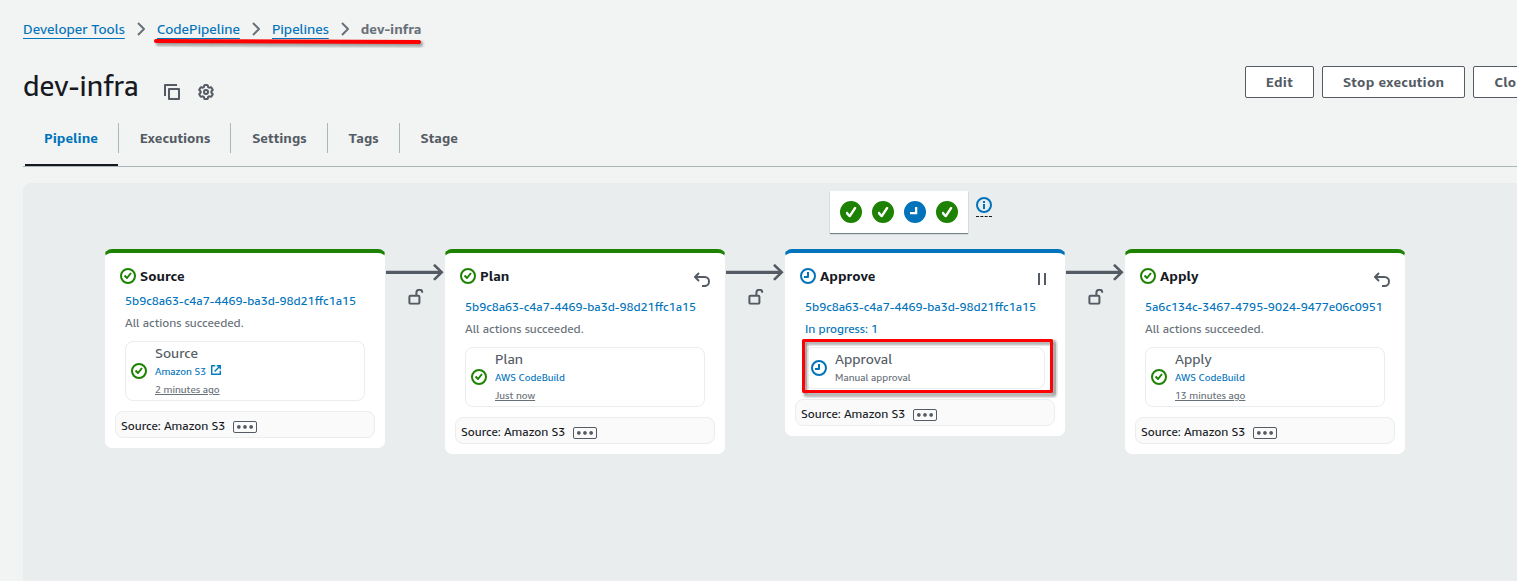 Developer Tools > CodePipeline > Pipelines > dev-infra
dev-infra
Edit
Stop execution
Clo
Pipeline
Executions
Settings
Tags
Stage
Source
5b9c8a63-c4a7-4469-ba3d-98d21ffc1a15
All actions succeeded.
Source
Amazon S3
2 minutes ago
Source: Amazon S3
Plan
5b9c8a63-c4a7-4469-ba3d-98d21ffc1a15
All actions succeeded.
Plan
AWS CodeBuild
Just now
Source: Amazon S3
Approve
5b9c8a63-c4a7-4469-ba3d-98d21ffc1a15
In progress: 1
Approval
Manual approval
Source: Amazon S3
Apply
5a6c134c-3467-4795-9024-9477e06c0951
All actions succeeded.
Apply
AWS CodeBuild
13 minutes ago
Source: Amazon S3